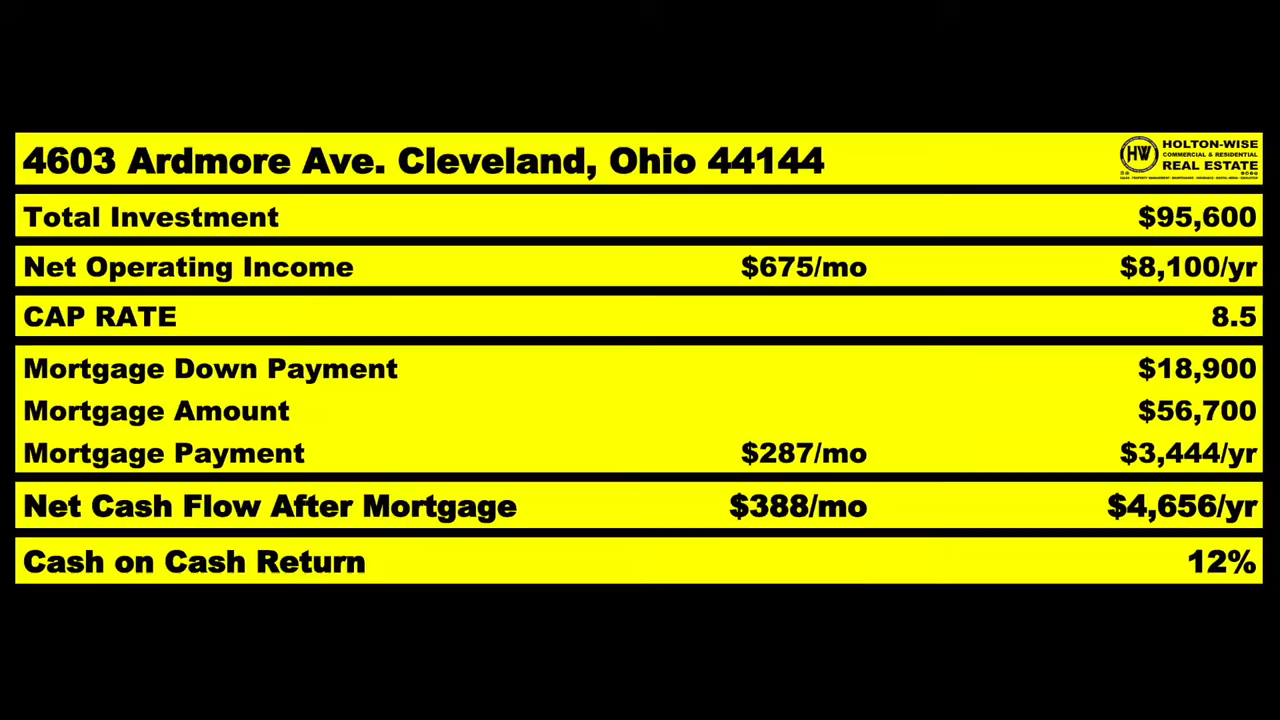 4603 Ardmore Ave. Cleveland, Ohio 44144
HW
HOLTON-WISE
COMMERCIAL & RESIDENTIAL
REAL ESTATE
Total Investment $95,600
Net Operating Income $675/mo $8,100/yr
CAP RATE 8.5
Mortgage Down Payment $18,900
Mortgage Amount $56,700
Mortgage Payment $287/mo $3,444/yr
Net Cash Flow After Mortgage $388/mo $4,656/yr
Cash on Cash Return 12%